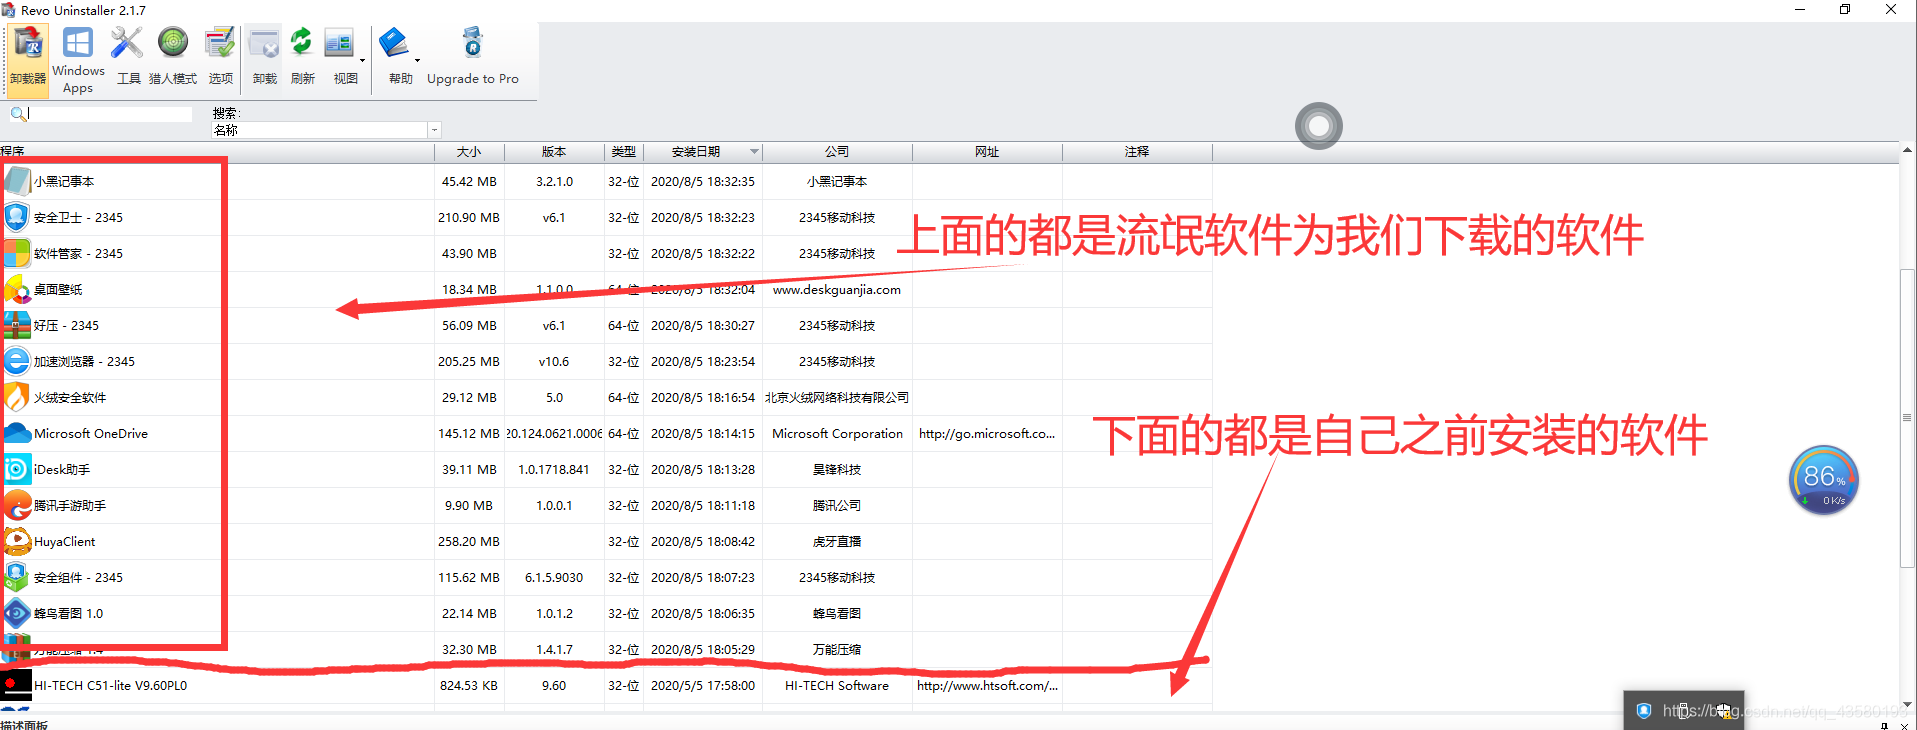 Revo Uninstaller 2.1.7
卸载器
Windows Apps
工具
猎人模式
选项
卸载
刷新
视图
帮助
Upgrade to Pro
搜索:
名称
程序 大小 版本 类型 安装日期 公司 网址 注释
小黑记事本 45.42 MB 3.2.1.0 32-位 2020/8/5 18:32:35 小黑记事本
安全卫士 - 2345 210.90 MB v6.1 32-位 2020/8/5 18:32:23 2345移动科技
软件管家 - 2345 43.90 MB 32-位 2020/8/5 18:32:22 2345移动科技
上面的都是流氓软件为我们下载的软件
桌面壁纸 18.34 MB 1.1.0.0 64-位 2020/8/5 18:32:04 www.deskguanjia.com
好压 - 2345 56.09 MB v6.1 64-位 2020/8/5 18:30:27 2345移动科技
加速浏览器 - 2345 205.25 MB v10.6 32-位 2020/8/5 18:23:54 2345移动科技
火绒安全软件 29.12 MB 5.0 64-位 2020/8/5 18:16:54 北京火绒网络科技有限公司
Microsoft OneDrive 145.12 MB 20.124.0621.0006 64-位 2020/8/5 18:14:15 Microsoft Corporation http://go.microsoft.co...
下面的都是自己之前安装的软件
iDesk助手 39.11 MB 1.0.1718.841 32-位 2020/8/5 18:13:28 昊锋科技
86%
0K/s
腾讯手游助手 9.90 MB 1.0.0.1 32-位 2020/8/5 18:11:18 腾讯公司
HuyaClient 258.20 MB 32-位 2020/8/5 18:08:42 虎牙直播
安全组件 - 2345 115.62 MB 6.1.5.9030 32-位 2020/8/5 18:07:23 2345移动科技
蜂鸟看图 1.0 22.14 MB 1.0.1.2 32-位 2020/8/5 18:06:35 蜂鸟看图
万能压缩 1.4 32.30 MB 1.4.1.7 32-位 2020/8/5 18:05:29 万能压缩
HI-TECH C51-lite V9.60PL0 824.53 KB 9.60 32-位 2020/5/5 17:58:00 HI-TECH Software http://www.htsoft.com/...
描述面板
https://blog.csdn.net/qq_43580193